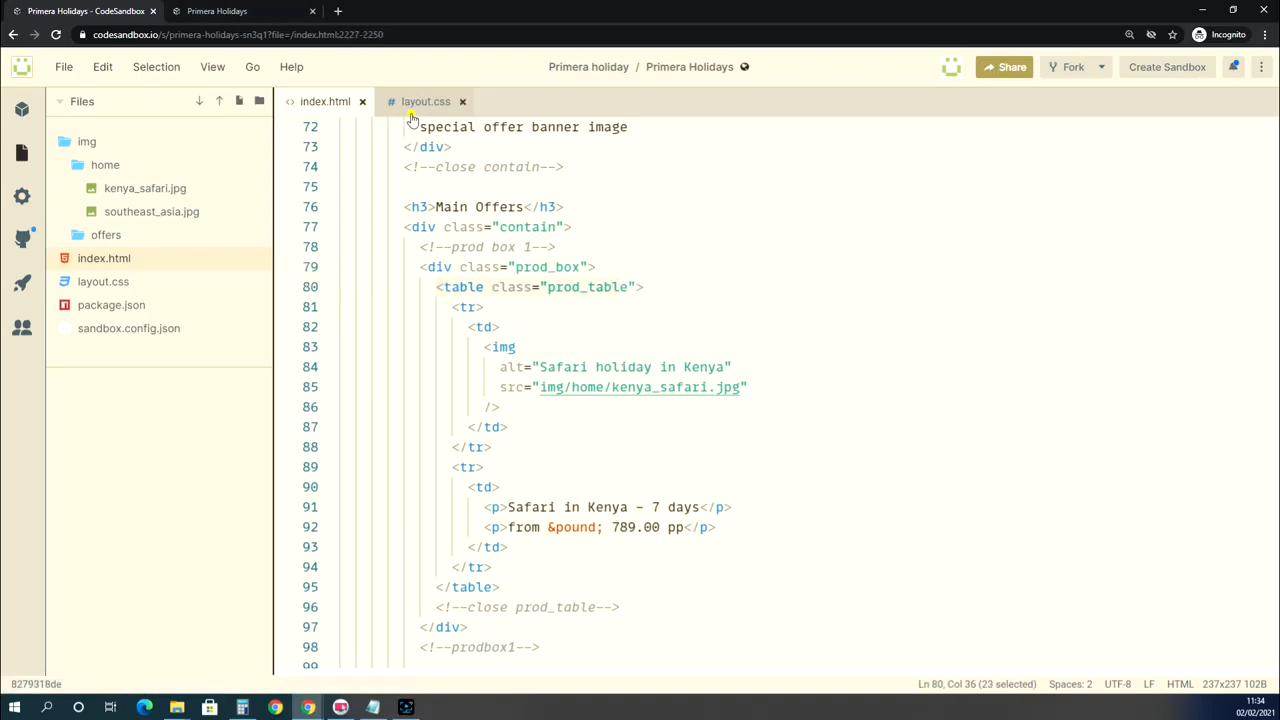 Primera Holidays - CodeSandbox
Primera Holidays
codesandbox.io/s/primera-holidays-sn3q1?file=/index.html:2227-2250
Incognito
File Edit Selection View Go Help
Primera holiday / Primera Holidays
Share
Fork
Create Sandbox
Files
img
home
kenya_safari.jpg
southeast_asia.jpg
offers
index.html
layout.css
package.json
sandbox.config.json
index.html
layout.css
72 special offer banner image
73 </div>
74 <!--close contain-->
75
76 <h3>Main Offers</h3>
77 <div class="contain">
78 <!--prod box 1-->
79 <div class="prod_box">
80 <table class="prod_table">
81 <tr>
82 <td>
83 <img
84 alt="Safari holiday in Kenya"
85 src="img/home/kenya_safari.jpg"
86 />
87 </td>
88 </tr>
89 <tr>
90 <td>
91 <p>Safari in Kenya - 7 days</p>
92 <p>from &pound; 789.00 pp</p>
93 </td>
94 </tr>
95 </table>
96 <!--close prod_table-->
97 </div>
98 <!--prodbox1-->
99
8279318de
Ln 80, Col 36 (23 selected) Spaces: 2 UTF-8 LF HTML 237x237 102B
11:34
02/02/2021